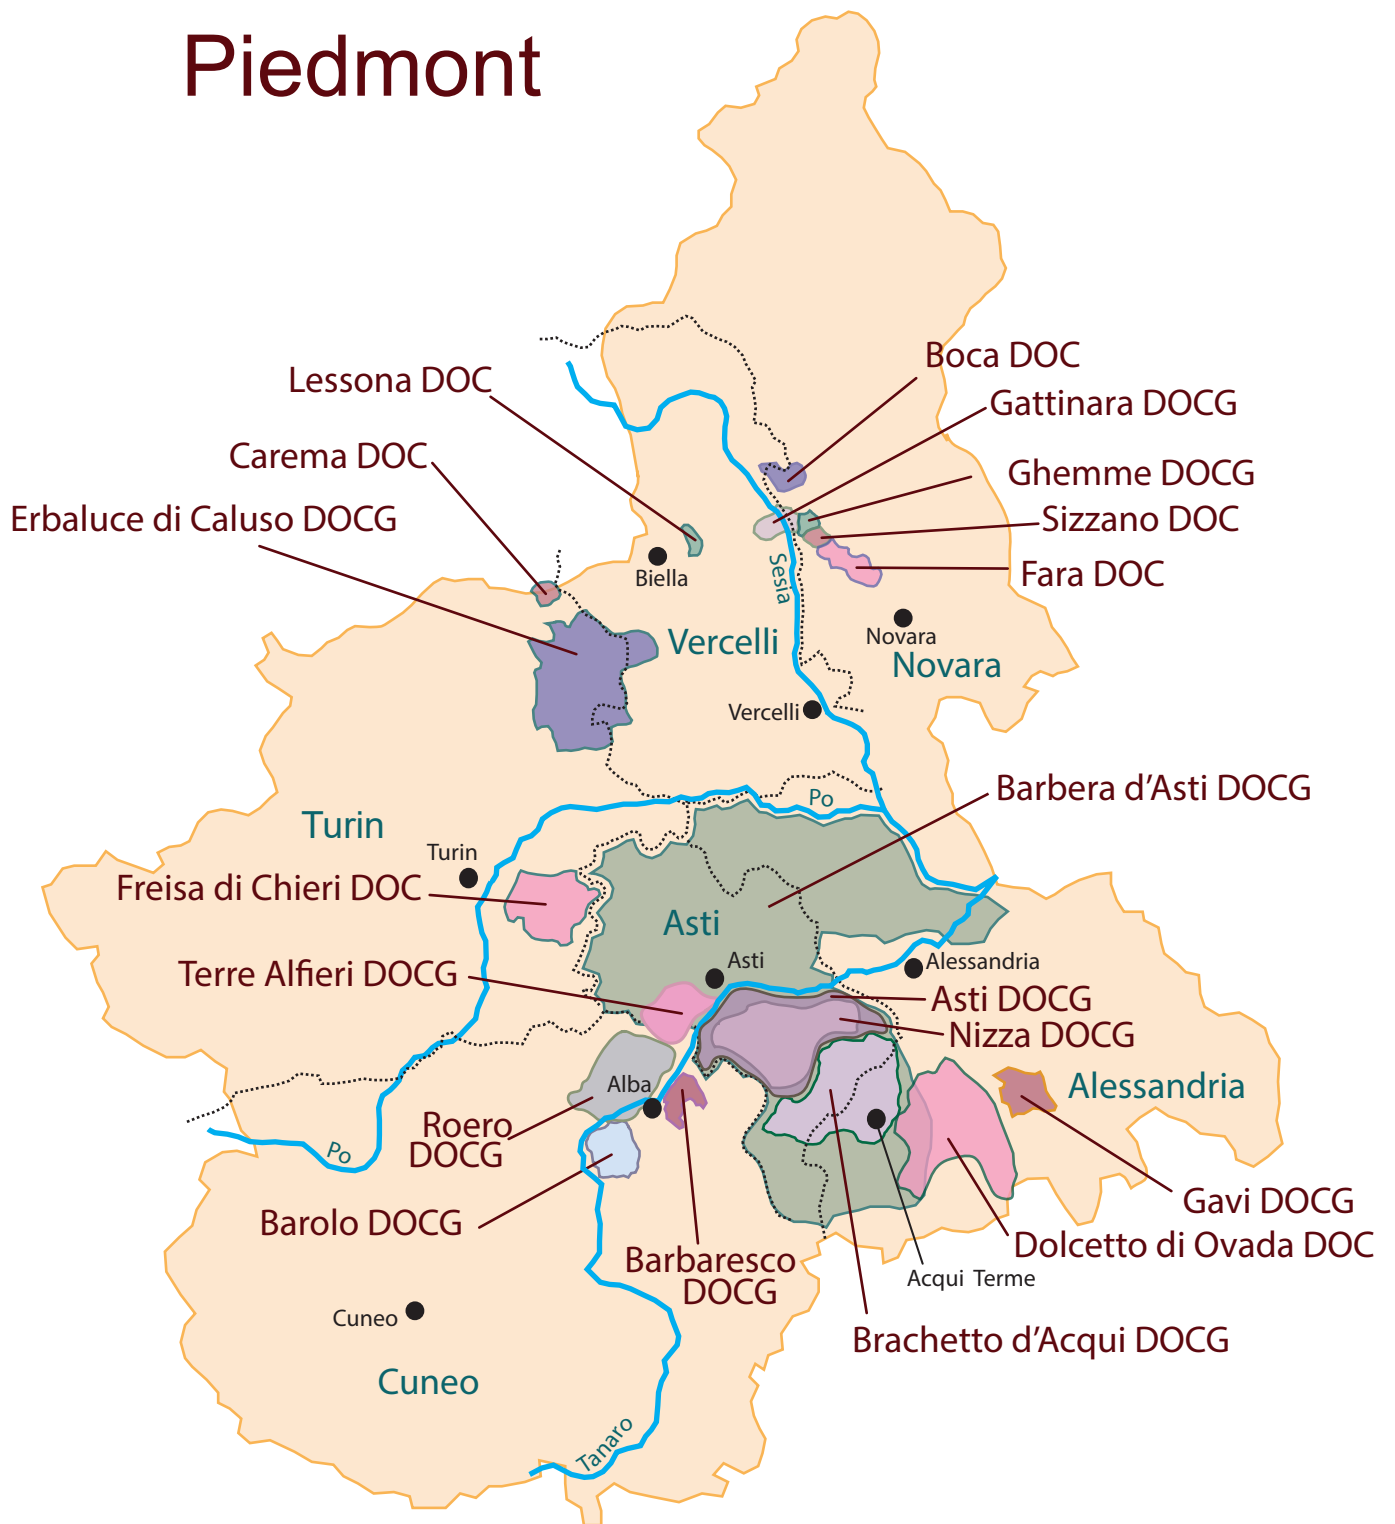 Piedmont
Boca DOC
Lessona DOC
Gattinara DOCG
Carema DOC
Ghemme DOCG
Erbaluce di Caluso DOCG
Sizzano DOC
Sesia
Biella
Fara DOC
Novara
Vercelli
Novara
Vercelli
Barbera d'Asti DOCG
Po
Turin
Turin
Freisa di Chieri DOC
Asti
Asti
Alessandria
Terre Alfieri DOCG
Asti DOCG
Nizza DOCG
Alba
Alessandria
Roero
DOCG
Po
Gavi DOCG
Barolo DOCG
Dolcetto di Ovada DOC
Barbaresco
DOCG
Acqui Terme
Cuneo
Brachetto d'Acqui DOCG
Cuneo
Tanaro